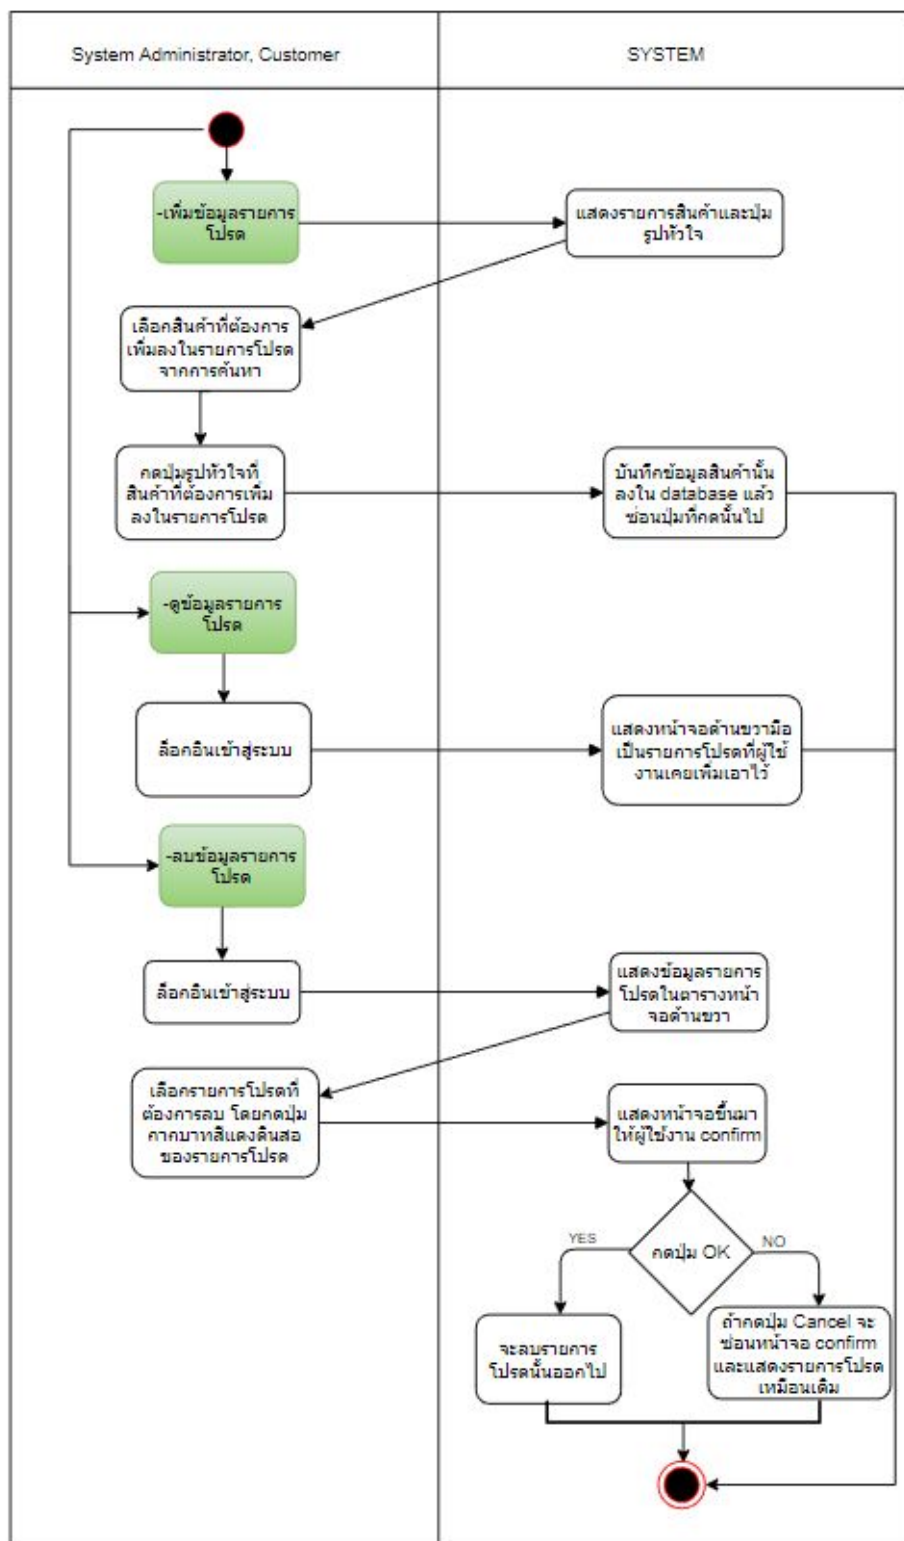 System Administrator, Customer
SYSTEM
-เพิ่มข้อมูลรายการ
โปรด
แสดงรายการสินค้าและปุ่ม
รูปหัวใจ
เลือกสินค้าที่ต้องการ
เพิ่มลงในรายการโปรด
จากการค้นหา
กดปุ่มรูปหัวใจที่
สินค้าที่ต้องการเพิ่ม
ลงในรายการโปรด
บันทึกข้อมูลสินค้านั้น
ลงใน database แล้ว
ซ่อนปุ่มที่กดนั้นไป
-ดูข้อมูลรายการ
โปรด
ล็อกอินเข้าสู่ระบบ
แสดงหน้าจอด้านขวามือ
เป็นรายการโปรดที่ผู้ใช้
งานเคยเพิ่มเอาไว้
-ลบข้อมูลรายการ
โปรด
ล็อกอินเข้าสู่ระบบ
แสดงข้อมูลรายการ
โปรดในตารางหน้า
จอด้านขวา
เลือกรายการโปรดที่
ต้องการลบ โดยกดปุ่ม
กากบาทสีแดงดินสอ
ของรายการโปรด
แสดงหน้าจอขึ้นมา
ให้ผู้ใช้งาน confirm
กดปุ่ม OK
YES
NO
จะลบรายการ
โปรดนั้นออกไป
ถ้ากดปุ่ม Cancel จะ
ซ่อนหน้าจอ confirm
และแสดงรายการโปรด
เหมือนเดิม